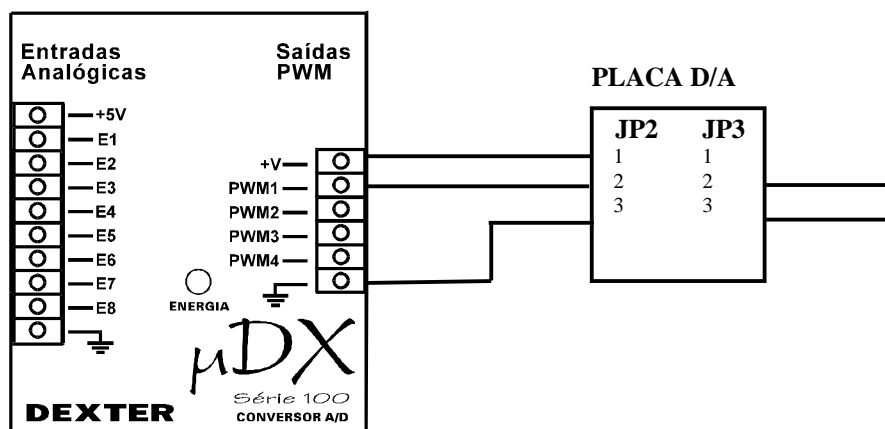 Entradas
Analógicas
Saídas
PWM
+5V
E1
E2
E3
E4
E5
E6
E7
E8
+V
PWM1
PWM2
PWM3
PWM4
ENERGIA
µDX
Série 100
DEXTER
CONVERSOR A/D
PLACA D/A
JP2 JP3
1 1
2 2
3 3